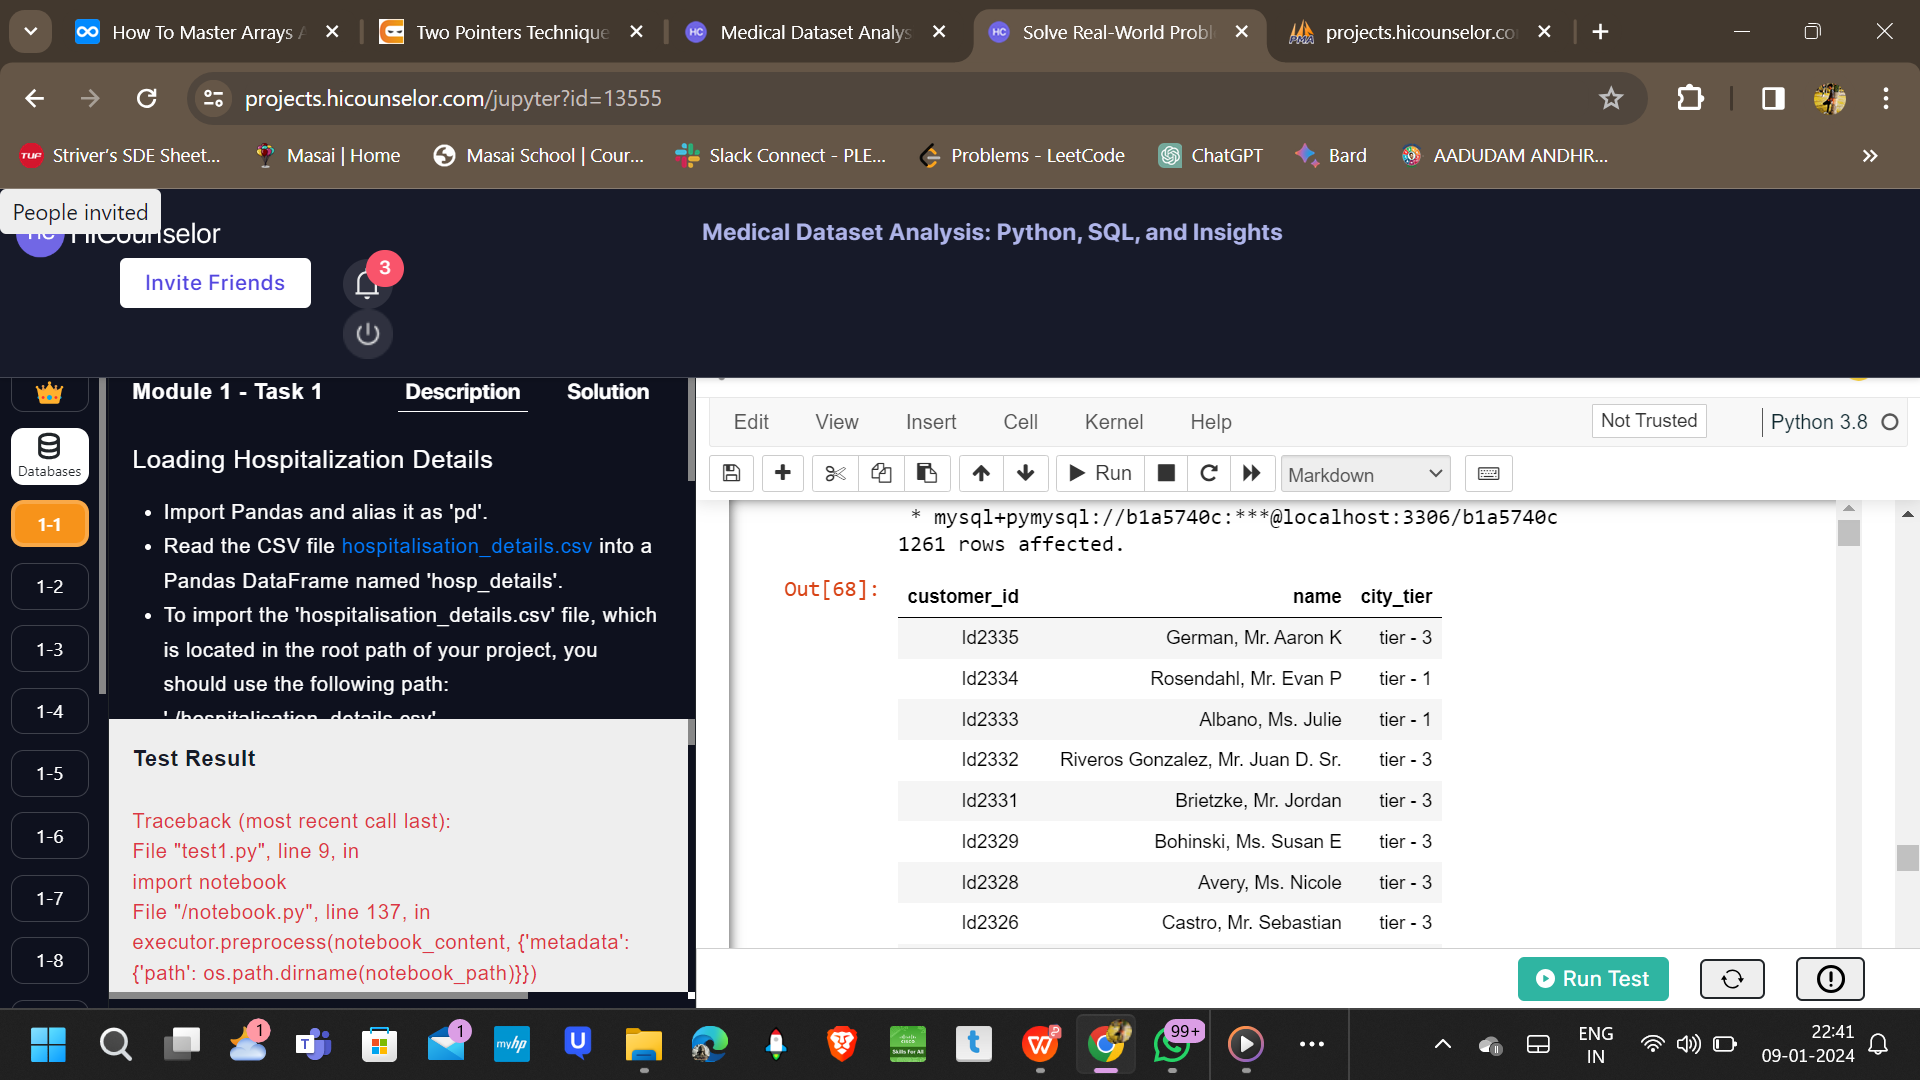 How To Master Arrays
Two Pointers Technique
Medical Dataset Analys
Solve Real-World Probl
projects.hicounselor.co
projects.hicounselor.com/jupyter?id=13555
Striver's SDE Sheet...
Masai | Home
Masai School | Cour...
Slack Connect - PLE...
Problems - LeetCode
ChatGPT
Bard
AADUDAM ANDHR...
People invited
HiCounselor
Medical Dataset Analysis: Python, SQL, and Insights
Invite Friends
3
Module 1 - Task 1
Description
Solution
Databases
1-1
1-2
1-3
1-4
1-5
1-6
1-7
1-8
Loading Hospitalization Details
• Import Pandas and alias it as 'pd'.
• Read the CSV file hospitalisation_details.csv into a
Pandas DataFrame named 'hosp_details'.
• To import the 'hospitalisation_details.csv' file, which
is located in the root path of your project, you
should use the following path:
'./hospitalisation_details.csv'
Test Result
Traceback (most recent call last):
File "test1.py", line 9, in
import notebook
File "/notebook.py", line 137, in
executor.preprocess(notebook_content, {'metadata':
{'path': os.path.dirname(notebook_path)}})
Edit
View
Insert
Cell
Kernel
Help
Not Trusted
Python 3.8
Run
Markdown
* mysql+pymysql://b1a5740c:***@localhost:3306/b1a5740c
1261 rows affected.
Out[68]:
customer_id name city_tier
Id2335 German, Mr. Aaron K tier - 3
Id2334 Rosendahl, Mr. Evan P tier - 1
Id2333 Albano, Ms. Julie tier - 1
Id2332 Riveros Gonzalez, Mr. Juan D. Sr. tier - 3
Id2331 Brietzke, Mr. Jordan tier - 3
Id2329 Bohinski, Ms. Susan E tier - 3
Id2328 Avery, Ms. Nicole tier - 3
Id2326 Castro, Mr. Sebastian tier - 3
Run Test
1
1
myhp
99+
ENG
IN
22:41
09-01-2024